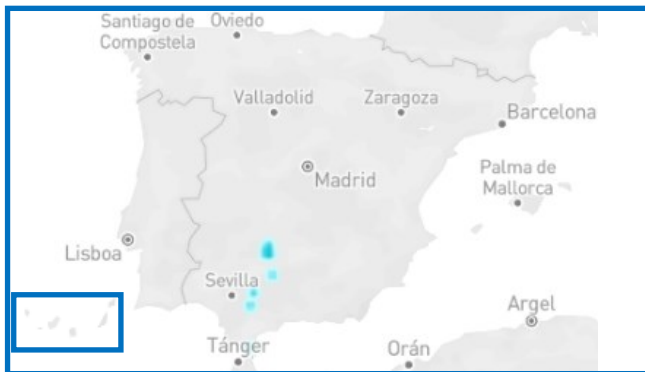 Santiago de
Compostela
Oviedo
Valladolid
Zaragoza
Barcelona
Madrid
Palma de
Mallorca
Lisboa
Sevilla
Argel
Tánger
Orán